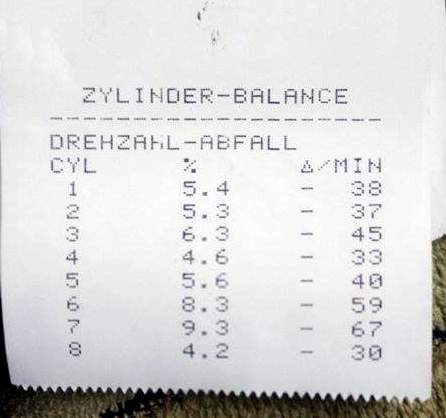 ZYLINDER-BALANCE
------------------------
DREHZAHL-ABFALL
CYL % Δ/MIN
1 5.4 - 38
2 5.3 - 37
3 6.3 - 45
4 4.6 - 33
5 5.6 - 40
6 8.3 - 59
7 9.3 - 67
8 4.2 - 30